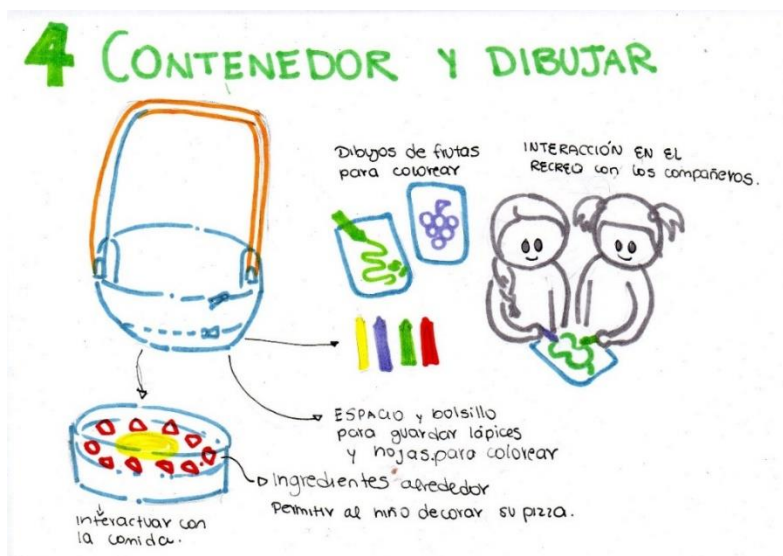 4 CONTENEDOR Y DIBUJAR
Dibujos de frutas
para colorear
INTERACCIÓN EN EL
RECREO con los compañeros.
ESPACIO y bolsillo
para guardar lápices
y hojas para colorear
Ingredientes alrededor
Permitir al niño decorar su pizza.
interactuar con
la comida.